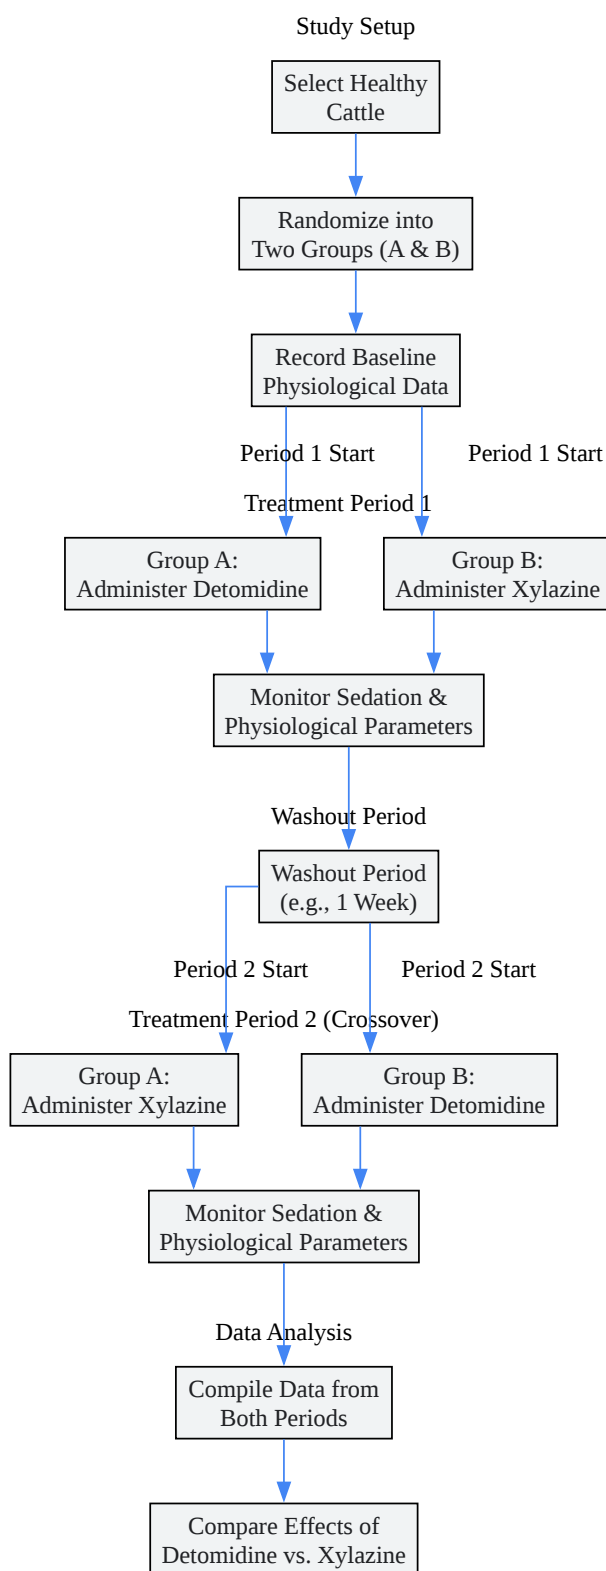 Study Setup
Select Healthy
Cattle
Randomize into
Two Groups (A & B)
Record Baseline
Physiological Data
Period 1 Start
Period 1 Start
Treatment Period 1
Group A:
Administer Detomidine
Group B:
Administer Xylazine
Monitor Sedation &
Physiological Parameters
Washout Period
Washout Period
(e.g., 1 Week)
Period 2 Start
Period 2 Start
Treatment Period 2 (Crossover)
Group A:
Administer Xylazine
Group B:
Administer Detomidine
Monitor Sedation &
Physiological Parameters
Data Analysis
Compile Data from
Both Periods
Compare Effects of
Detomidine vs. Xylazine